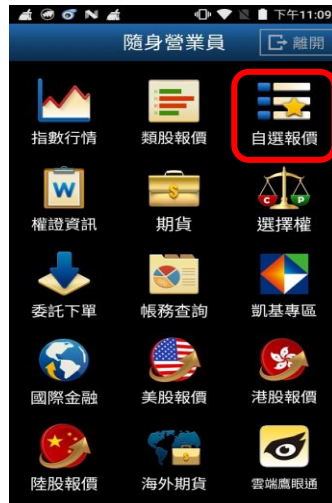 下午11:09
隨身營業員
離開
指數行情 類股報價 自選報價
W
$
C P
權證資訊 期貨 選擇權
委託下單 帳務查詢 凱基專區
國際金融 美股報價 港股報價
$
陸股報價 海外期貨 雲端鷹眼通